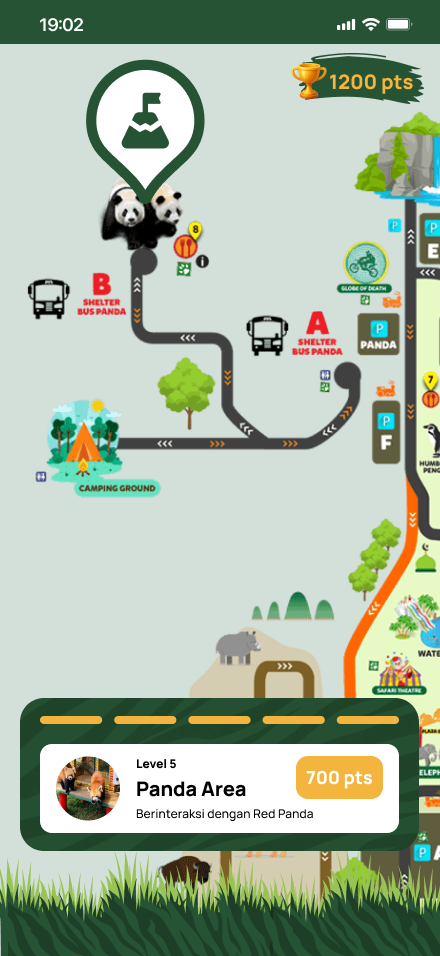 19:02
1200 pts
8
P
E
B
SHELTER
BUS PANDA
GLOBE OF DEATH
A
SHELTER
BUS PANDA
P
PANDA
7
P
F
CAMPING GROUND
SAFARI THEATRE
Level 5
Panda Area
Berinteraksi dengan Red Panda
700 pts
P